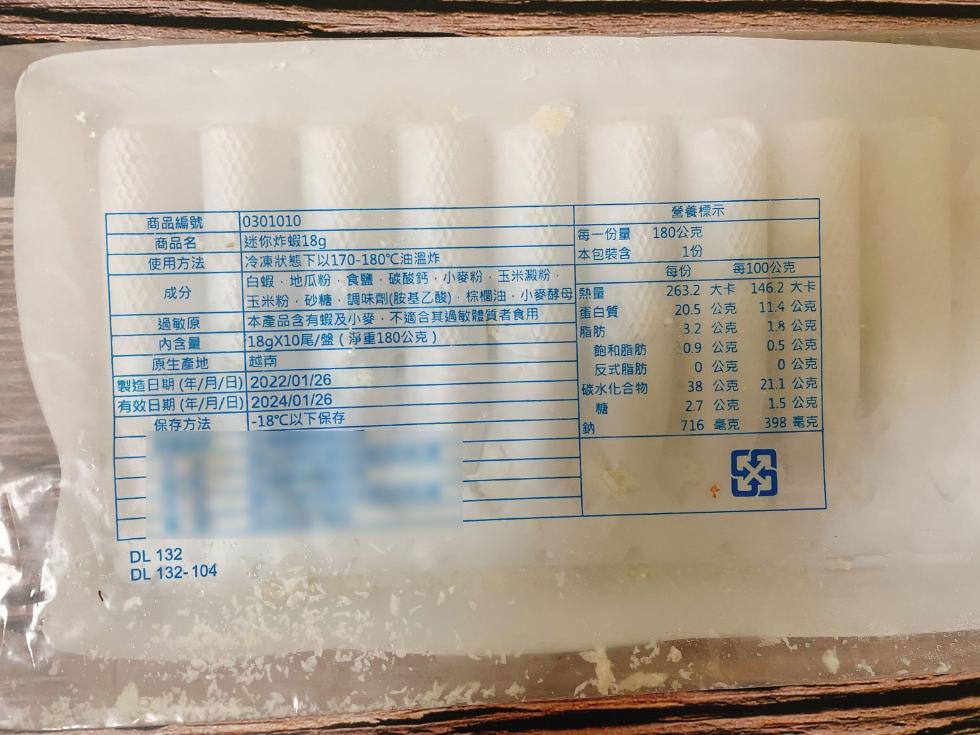 商品編號 0301010
商品名 迷你炸蝦18g
使用方法 冷凍狀態下以170-180℃油溫炸
成分 白蝦．地瓜粉．食鹽．碳酸鈣．小麥粉．玉米澱粉．
玉米粉．砂糖．調味劑(胺基乙酸)．棕櫚油．小麥酵母
過敏原 本產品含有蝦及小麥．不適合其過敏體質者食用
內含量 18gX10尾/盤（淨重180公克）
原生產地 越南
製造日期 (年/月/日) 2022/01/26
有效日期 (年/月/日) 2024/01/26
保存方法 -18℃以下保存
營養標示
每一份量 180公克
本包裝含 1份
每份 每100公克
熱量 263.2 大卡 146.2 大卡
蛋白質 20.5 公克 11.4 公克
脂肪 3.2 公克 1.8 公克
飽和脂肪 0.9 公克 0.5 公克
反式脂肪 0 公克 0 公克
碳水化合物 38 公克 21.1 公克
糖 2.7 公克 1.5 公克
鈉 716 毫克 398 毫克
DL 132
DL 132-104